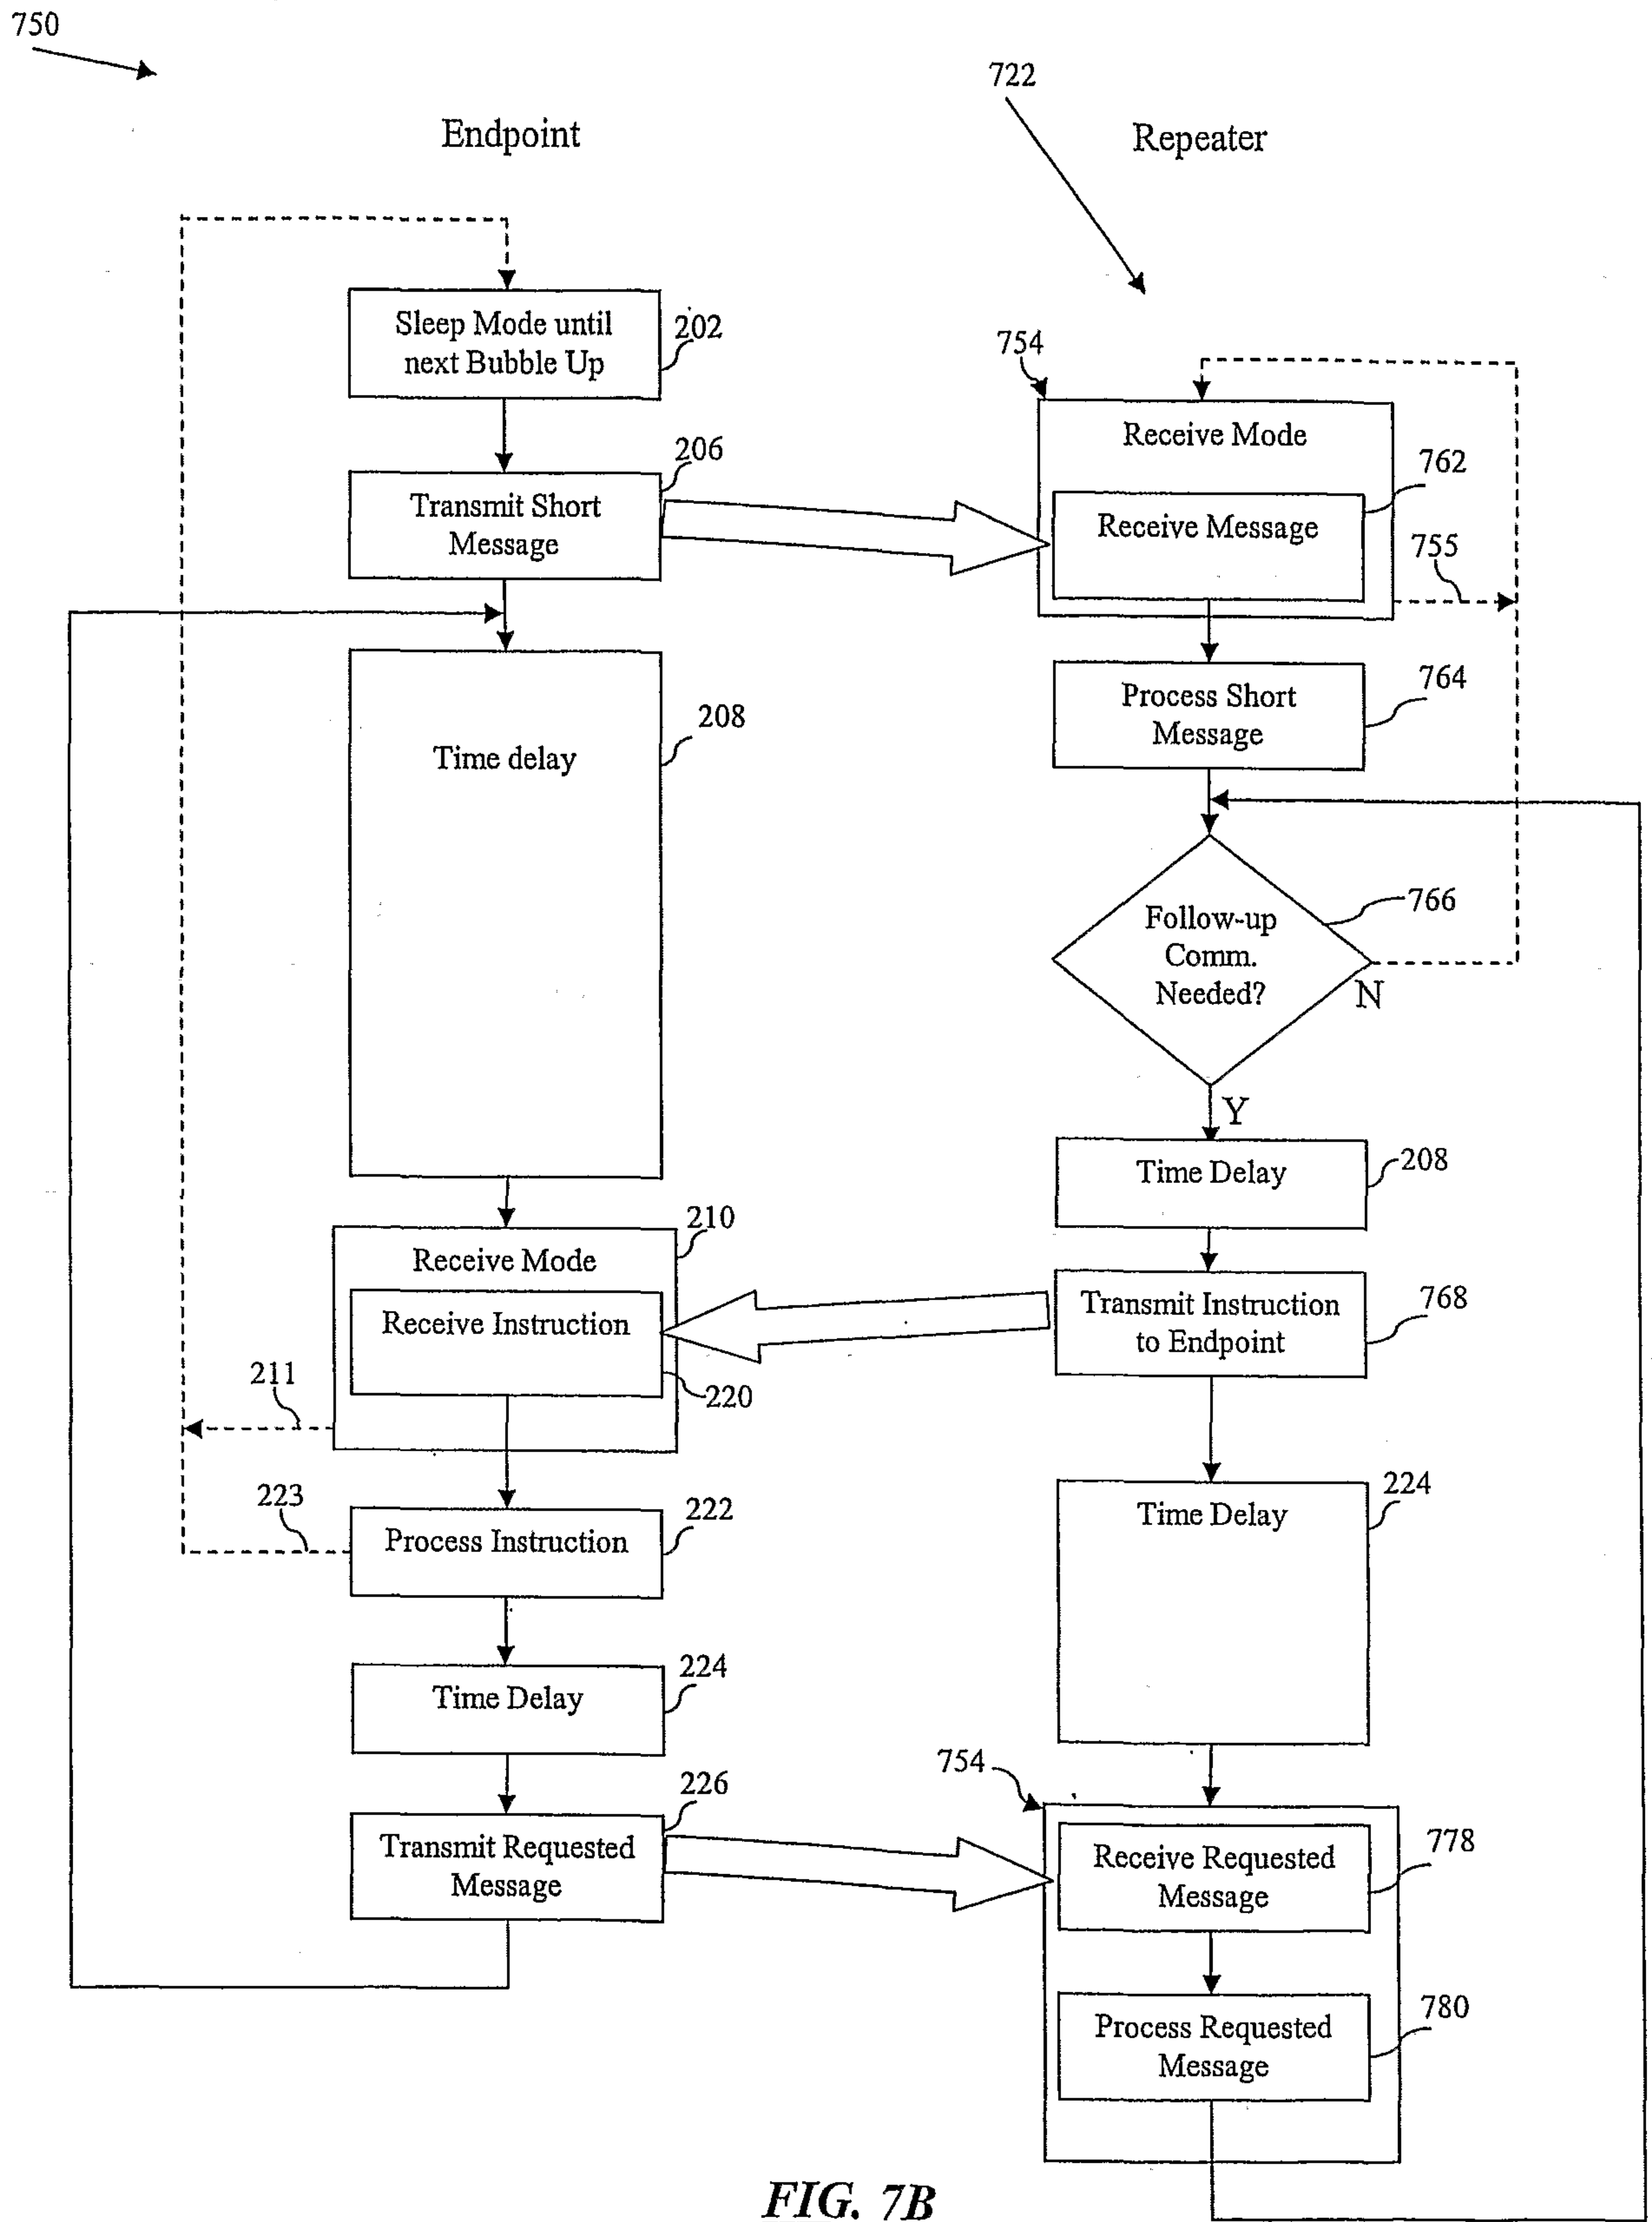 750
722
Endpoint
Repeater
Sleep Mode until
next Bubble Up
202
754
Receive Mode
206
762
Transmit Short
Message
Receive Message
755
764
Process Short
Message
208
Time delay
766
Follow-up
Comm.
Needed?
N
Y
208
Time Delay
210
Receive Mode
768
Transmit Instruction
to Endpoint
Receive Instruction
211
220
224
Time Delay
223
222
Process Instruction
224
Time Delay
754
226
778
Transmit Requested
Message
Receive Requested
Message
780
Process Requested
Message
FIG. 7B